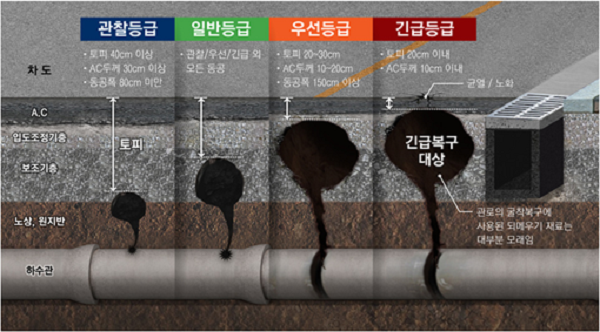 관찰등급 일반등급 우선등급 긴급등급
· 토피 40cm 이상
· AC두께 30cm 이상
· 동공폭 80cm 미만
· 관찰/우선/긴급 외
모든 동공
· 토피 20~30cm
· AC두께 10~20cm
· 동공폭 150cm 이상
· 토피 20cm 이내
· AC두께 10cm 이내
차 도
균열 / 노화
A.C
입도조정기층
토피
긴급복구
대상
보조기층
노상, 원지반
관로의 굴착복구에
사용된 되메우기 재료는
대부분 모래임
하수관